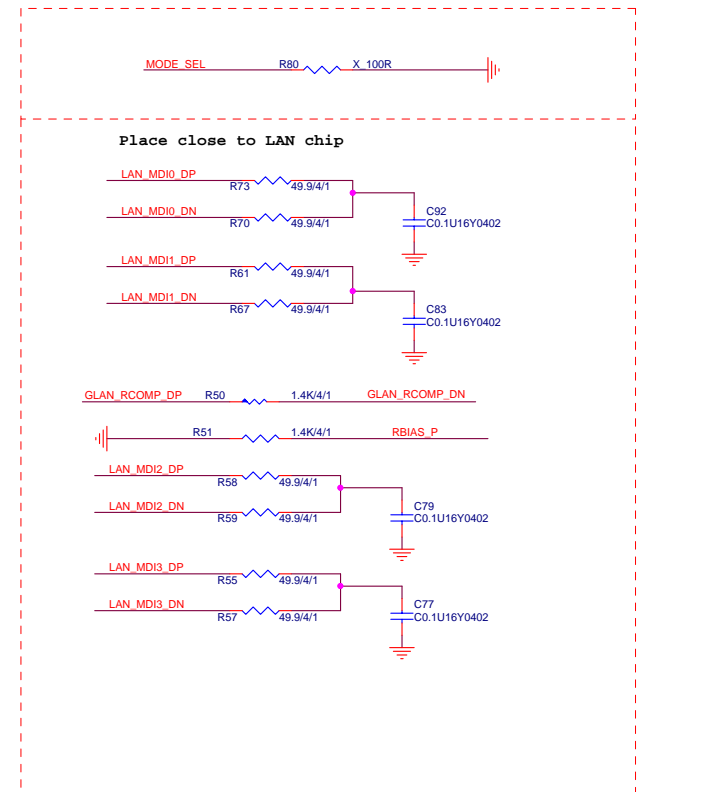 MODE_SEL R80 X_100R
Place close to LAN chip
LAN_MDI0_DP R73 49.9/4/1
LAN_MDI0_DN R70 49.9/4/1
C92
C0.1U16Y0402
LAN_MDI1_DP R61 49.9/4/1
LAN_MDI1_DN R67 49.9/4/1
C83
C0.1U16Y0402
GLAN_RCOMP_DP R50 1.4K/4/1 GLAN_RCOMP_DN
R51 1.4K/4/1 RBIAS_P
LAN_MDI2_DP R58 49.9/4/1
LAN_MDI2_DN R59 49.9/4/1
C79
C0.1U16Y0402
LAN_MDI3_DP R55 49.9/4/1
LAN_MDI3_DN R57 49.9/4/1
C77
C0.1U16Y0402